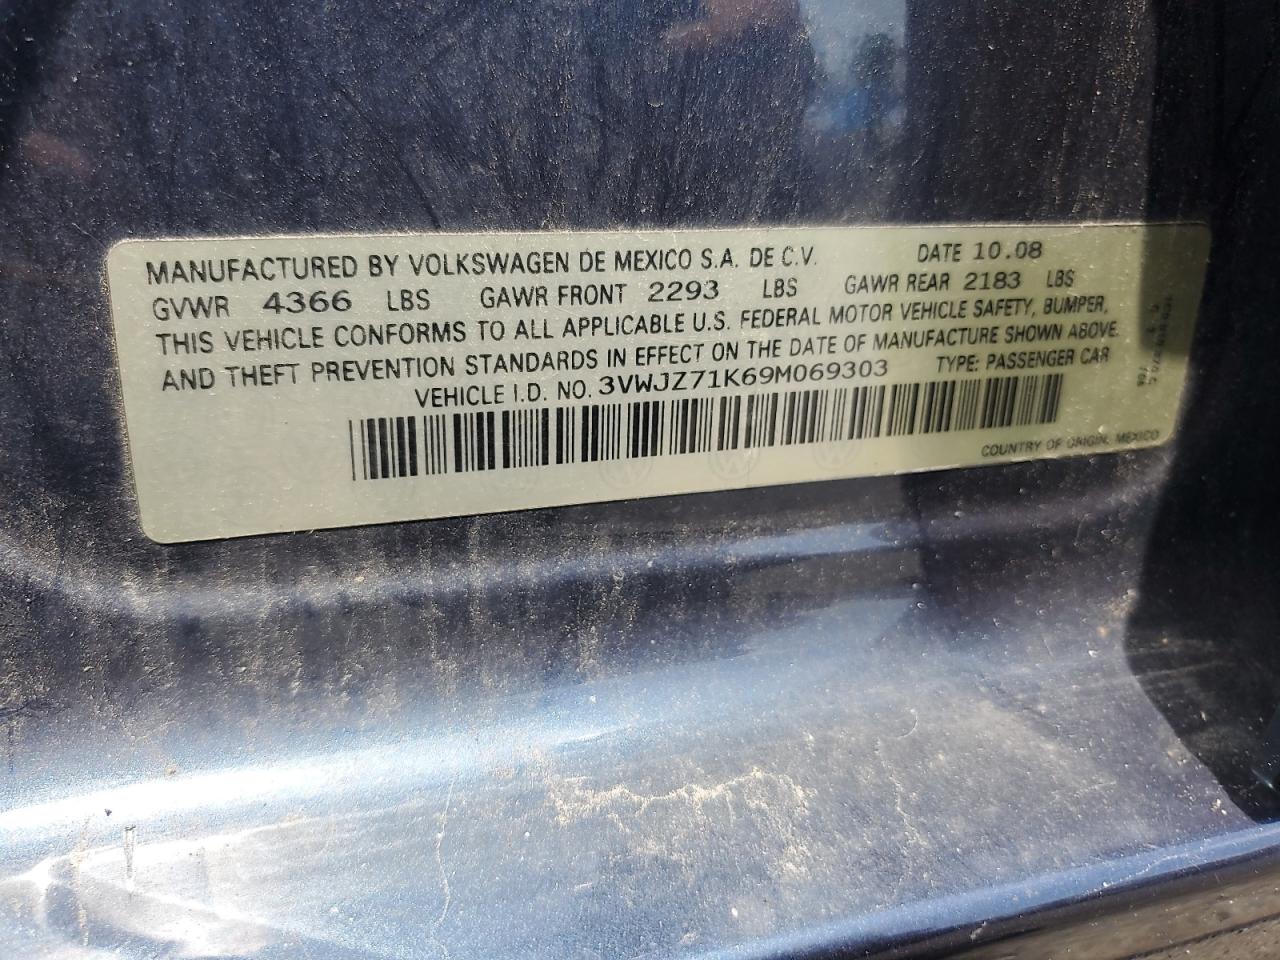 MANUFACTURED BY VOLKSWAGEN DE MEXICO S.A. DE C.V. DATE 10.08
GVWR 4366 LBS GAWR FRONT 2293 LBS GAWR REAR 2183 LBS
THIS VEHICLE CONFORMS TO ALL APPLICABLE U.S. FEDERAL MOTOR VEHICLE SAFETY, BUMPER,
AND THEFT PREVENTION STANDARDS IN EFFECT ON THE DATE OF MANUFACTURE SHOWN ABOVE.
VEHICLE I.D. NO. 3VWJZ71K69M069303 TYPE: PASSENGER CAR
COUNTRY OF ORIGIN: MEXICO